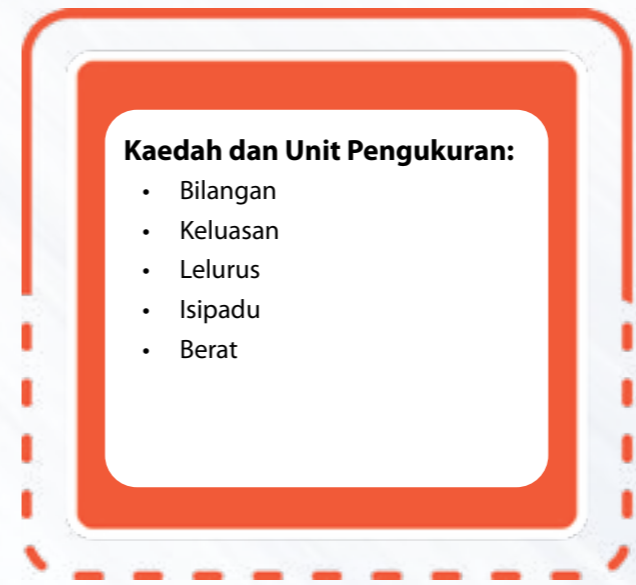 Kaedah dan Unit Pengukuran:
• Bilangan
• Keluasan
• Lelurus
• Isipadu
• Berat